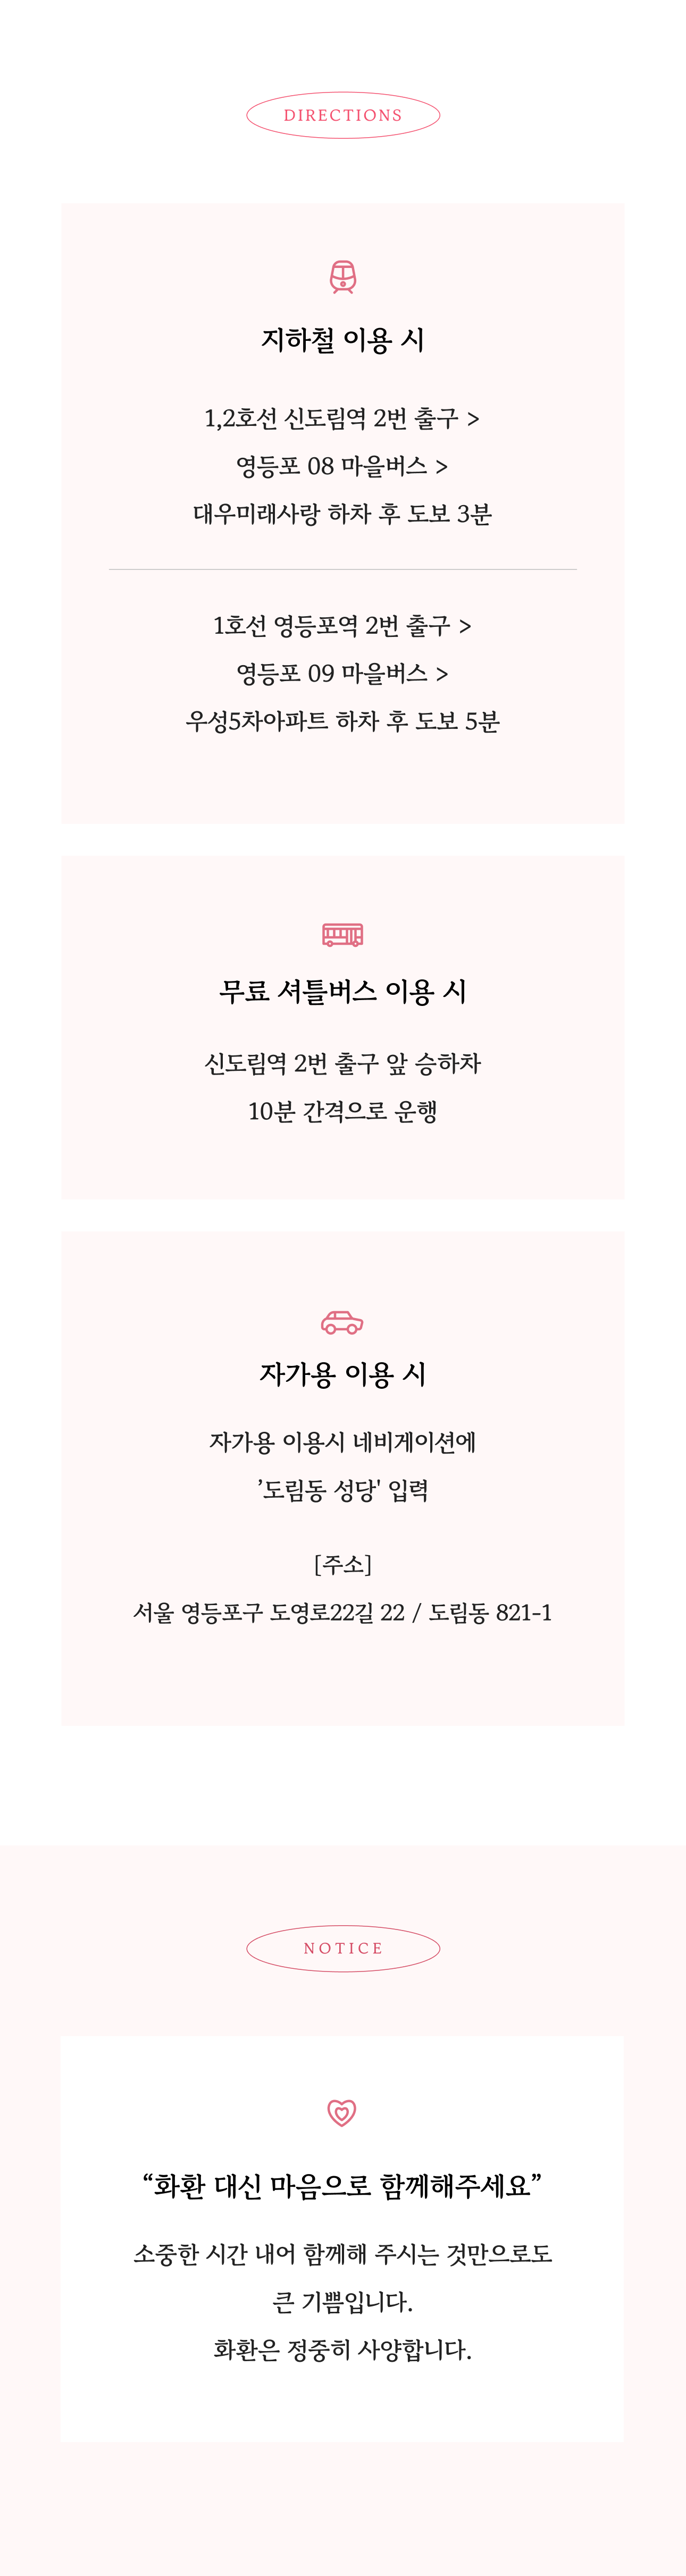 DIRECTIONS
지하철 이용 시
1,2호선 신도림역 2번 출구 >
영등포 08 마을버스 >
대우미래사랑 하차 후 도보 3분
1호선 영등포역 2번 출구 >
영등포 09 마을버스 >
우성5차아파트 하차 후 도보 5분
무료 셔틀버스 이용 시
신도림역 2번 출구 앞 승하차
10분 간격으로 운행
자가용 이용 시
자가용 이용시 네비게이션에
’도림동 성당' 입력
[주소]
서울 영등포구 도영로22길 22 / 도림동 821-1
NOTICE
“화환 대신 마음으로 함께해주세요”
소중한 시간 내어 함께해 주시는 것만으로도
큰 기쁨입니다.
화환은 정중히 사양합니다.